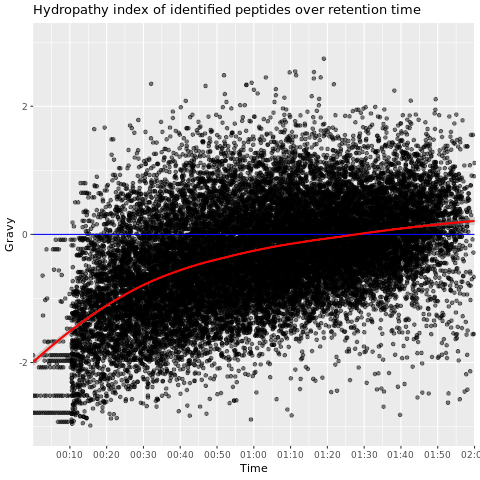 Hydropathy index of identified peptides over retention time
Gravy
2
0
-2
00:10 00:20 00:30 00:40 00:50 01:00 01:10 01:20 01:30 01:40 01:50 02:0
Time